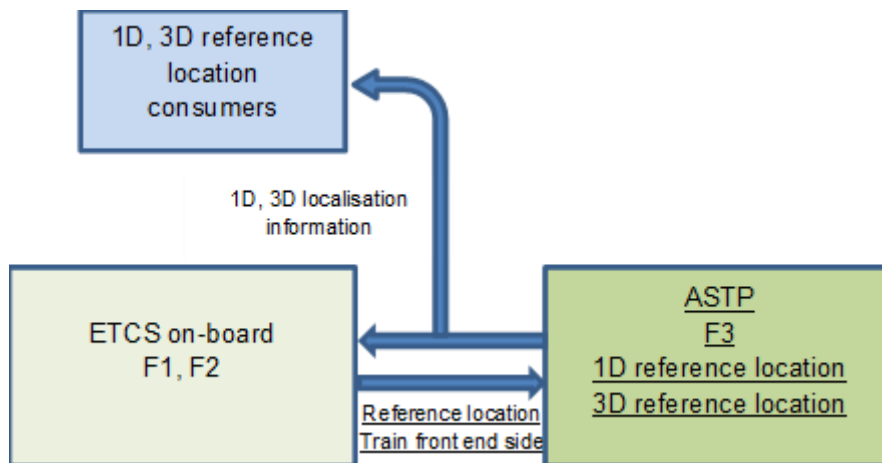 1D, 3D reference
location
consumers
1D, 3D localisation
information
ETCS on-board
F1, F2
ASTP
F3
1D reference location
3D reference location
Reference location
Train front end side